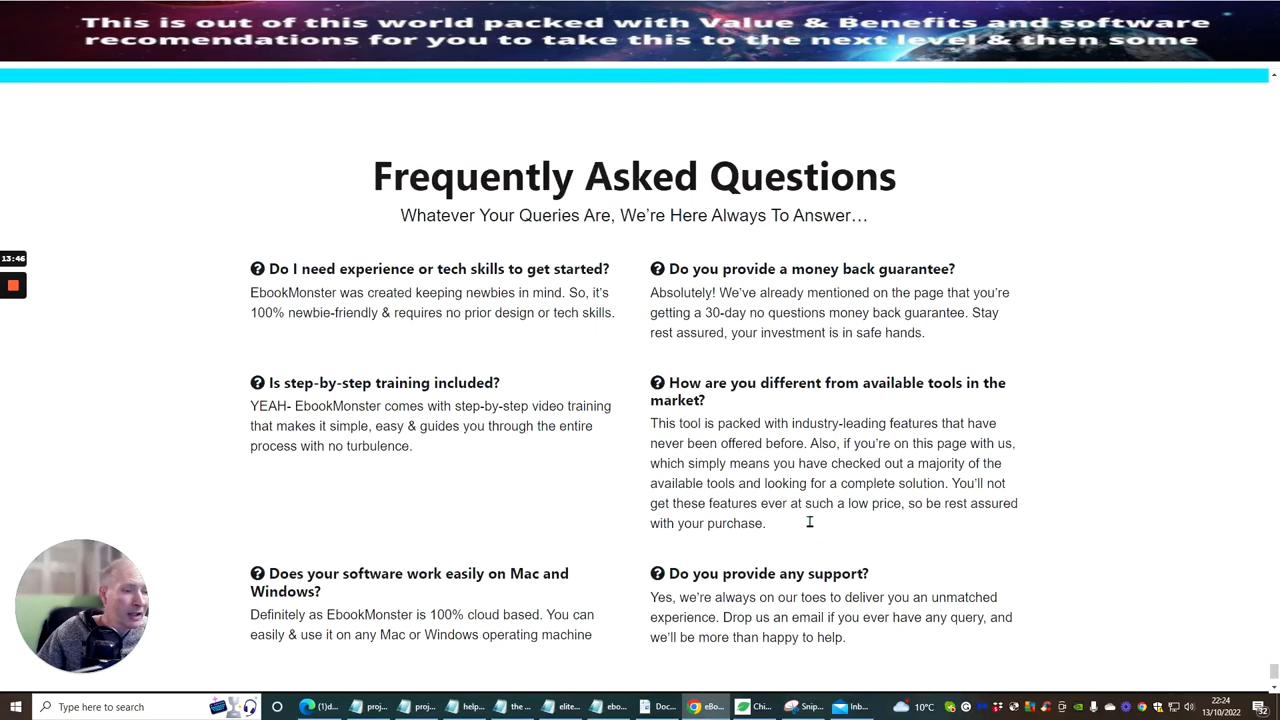 This is out of this world packed with Value & Benefits and software
recomendations for you to take this to the next level & then some
Frequently Asked Questions
Whatever Your Queries Are, We're Here Always To Answer…
Do I need experience or tech skills to get started?
EbookMonster was created keeping newbies in mind. So, it's
100% newbie-friendly & requires no prior design or tech skills.
Do you provide a money back guarantee?
Absolutely! We've already mentioned on the page that you're
getting a 30-day no questions money back guarantee. Stay
rest assured, your investment is in safe hands.
13:46
Is step-by-step training included?
YEAH- EbookMonster comes with step-by-step video training
that makes it simple, easy & guides you through the entire
process with no turbulence.
How are you different from available tools in the
market?
This tool is packed with industry-leading features that have
never been offered before. Also, if you're on this page with us,
which simply means you have checked out a majority of the
available tools and looking for a complete solution. You'll not
get these features ever at such a low price, so be rest assured
with your purchase.
Does your software work easily on Mac and
Windows?
Definitely as EbookMonster is 100% cloud based. You can
easily & use it on any Mac or Windows operating machine
Do you provide any support?
Yes, we're always on our toes to deliver you an unmatched
experience. Drop us an email if you ever have any query, and
we'll be more than happy to help.
Type here to search
(1)d...
proj...
proj...
help...
the ...
elite...
ebo...
Doc...
eBo...
Chi...
Snip...
Inb...
10°C
22:24
13/10/2022